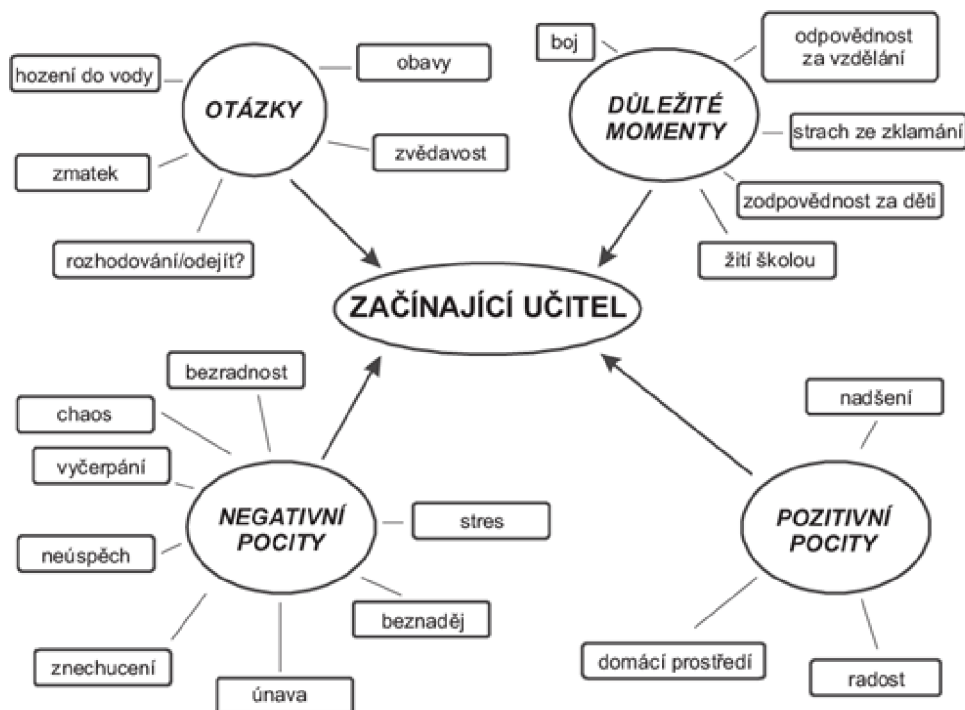 hození do vody
obavy
OTÁZKY
zmatek
zvědavost
rozhodování/odejít?
boj
odpovědnost
za vzdělání
DŮLEŽITÉ
MOMENTY
strach ze zklamání
zodpovědnost za děti
žití školou
ZAČÍNAJÍCÍ UČITEL
bezradnost
chaos
vyčerpání
NEGATIVNÍ
POCITY
stres
neúspěch
beznaděj
znechucení
únava
nadšení
POZITIVNÍ
POCITY
domácí prostředí
radost